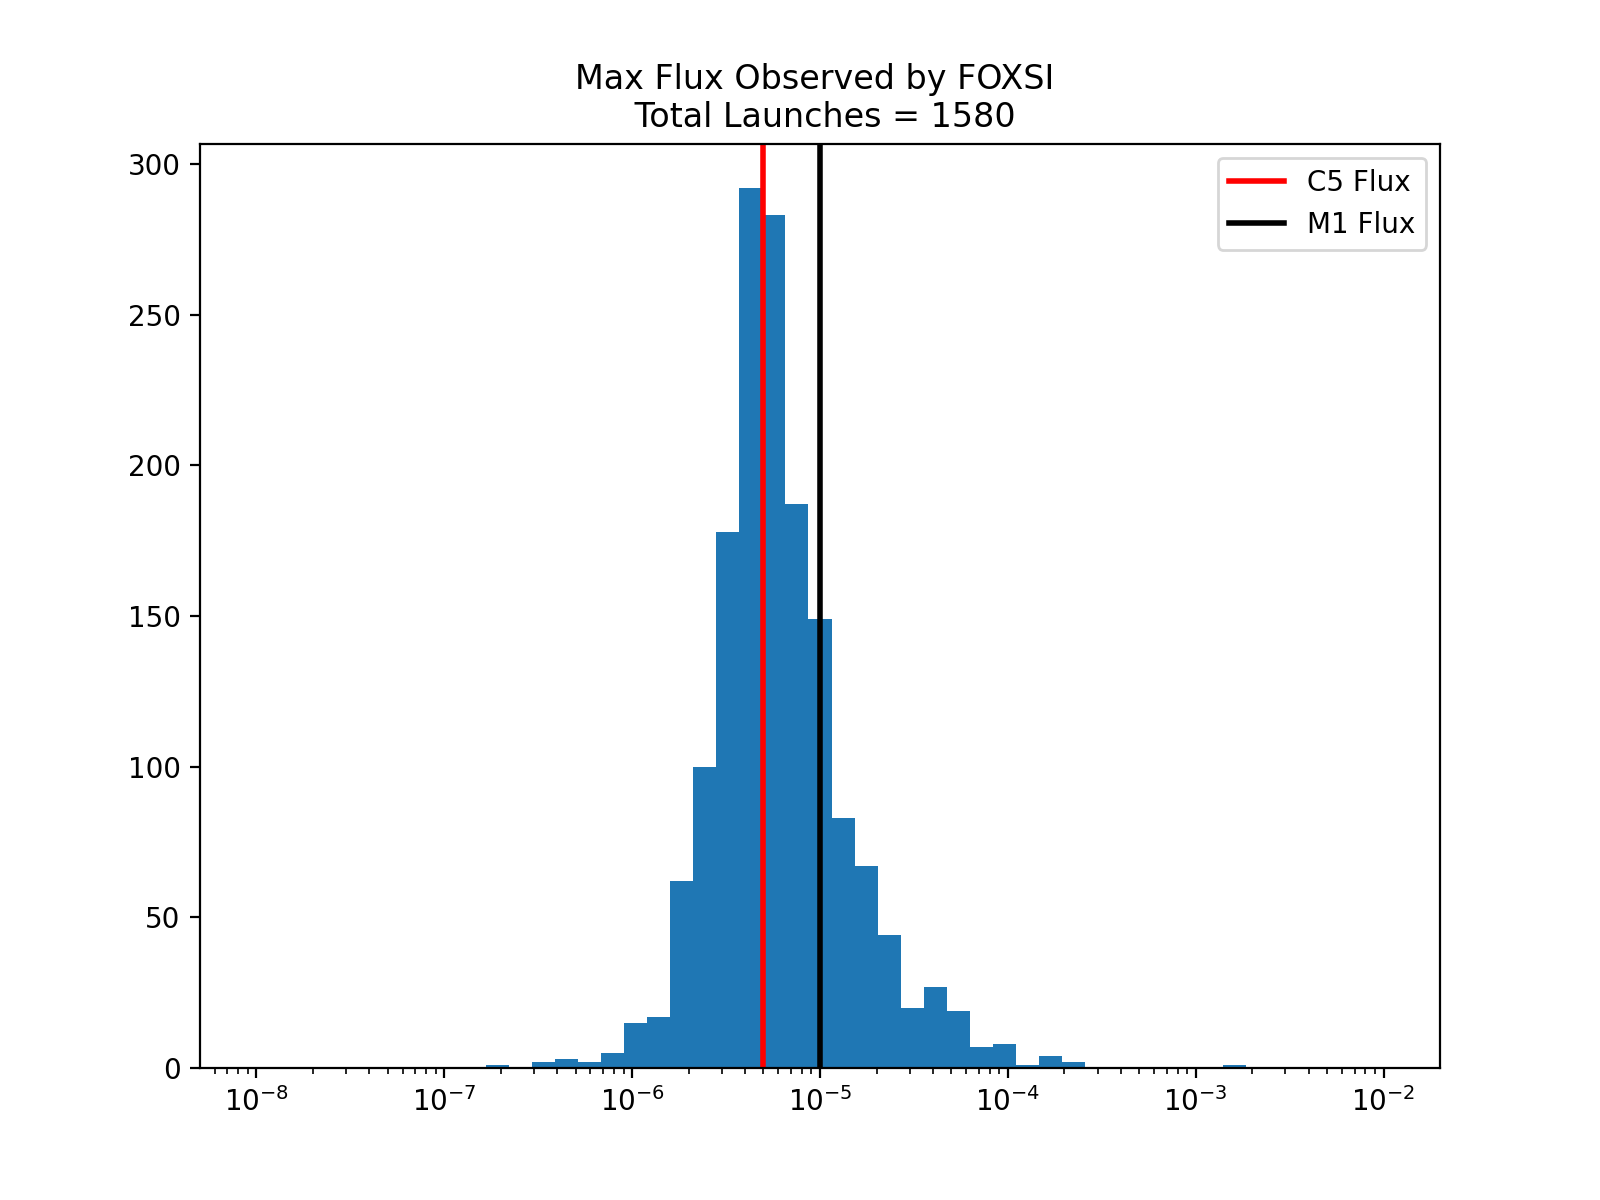 Max Flux Observed by FOXSI
Total Launches = 1580
C5 Flux
M1 Flux
300
250
200
150
100
50
0
10⁻⁸ 10⁻⁷ 10⁻⁶ 10⁻⁵ 10⁻⁴ 10⁻³ 10⁻²